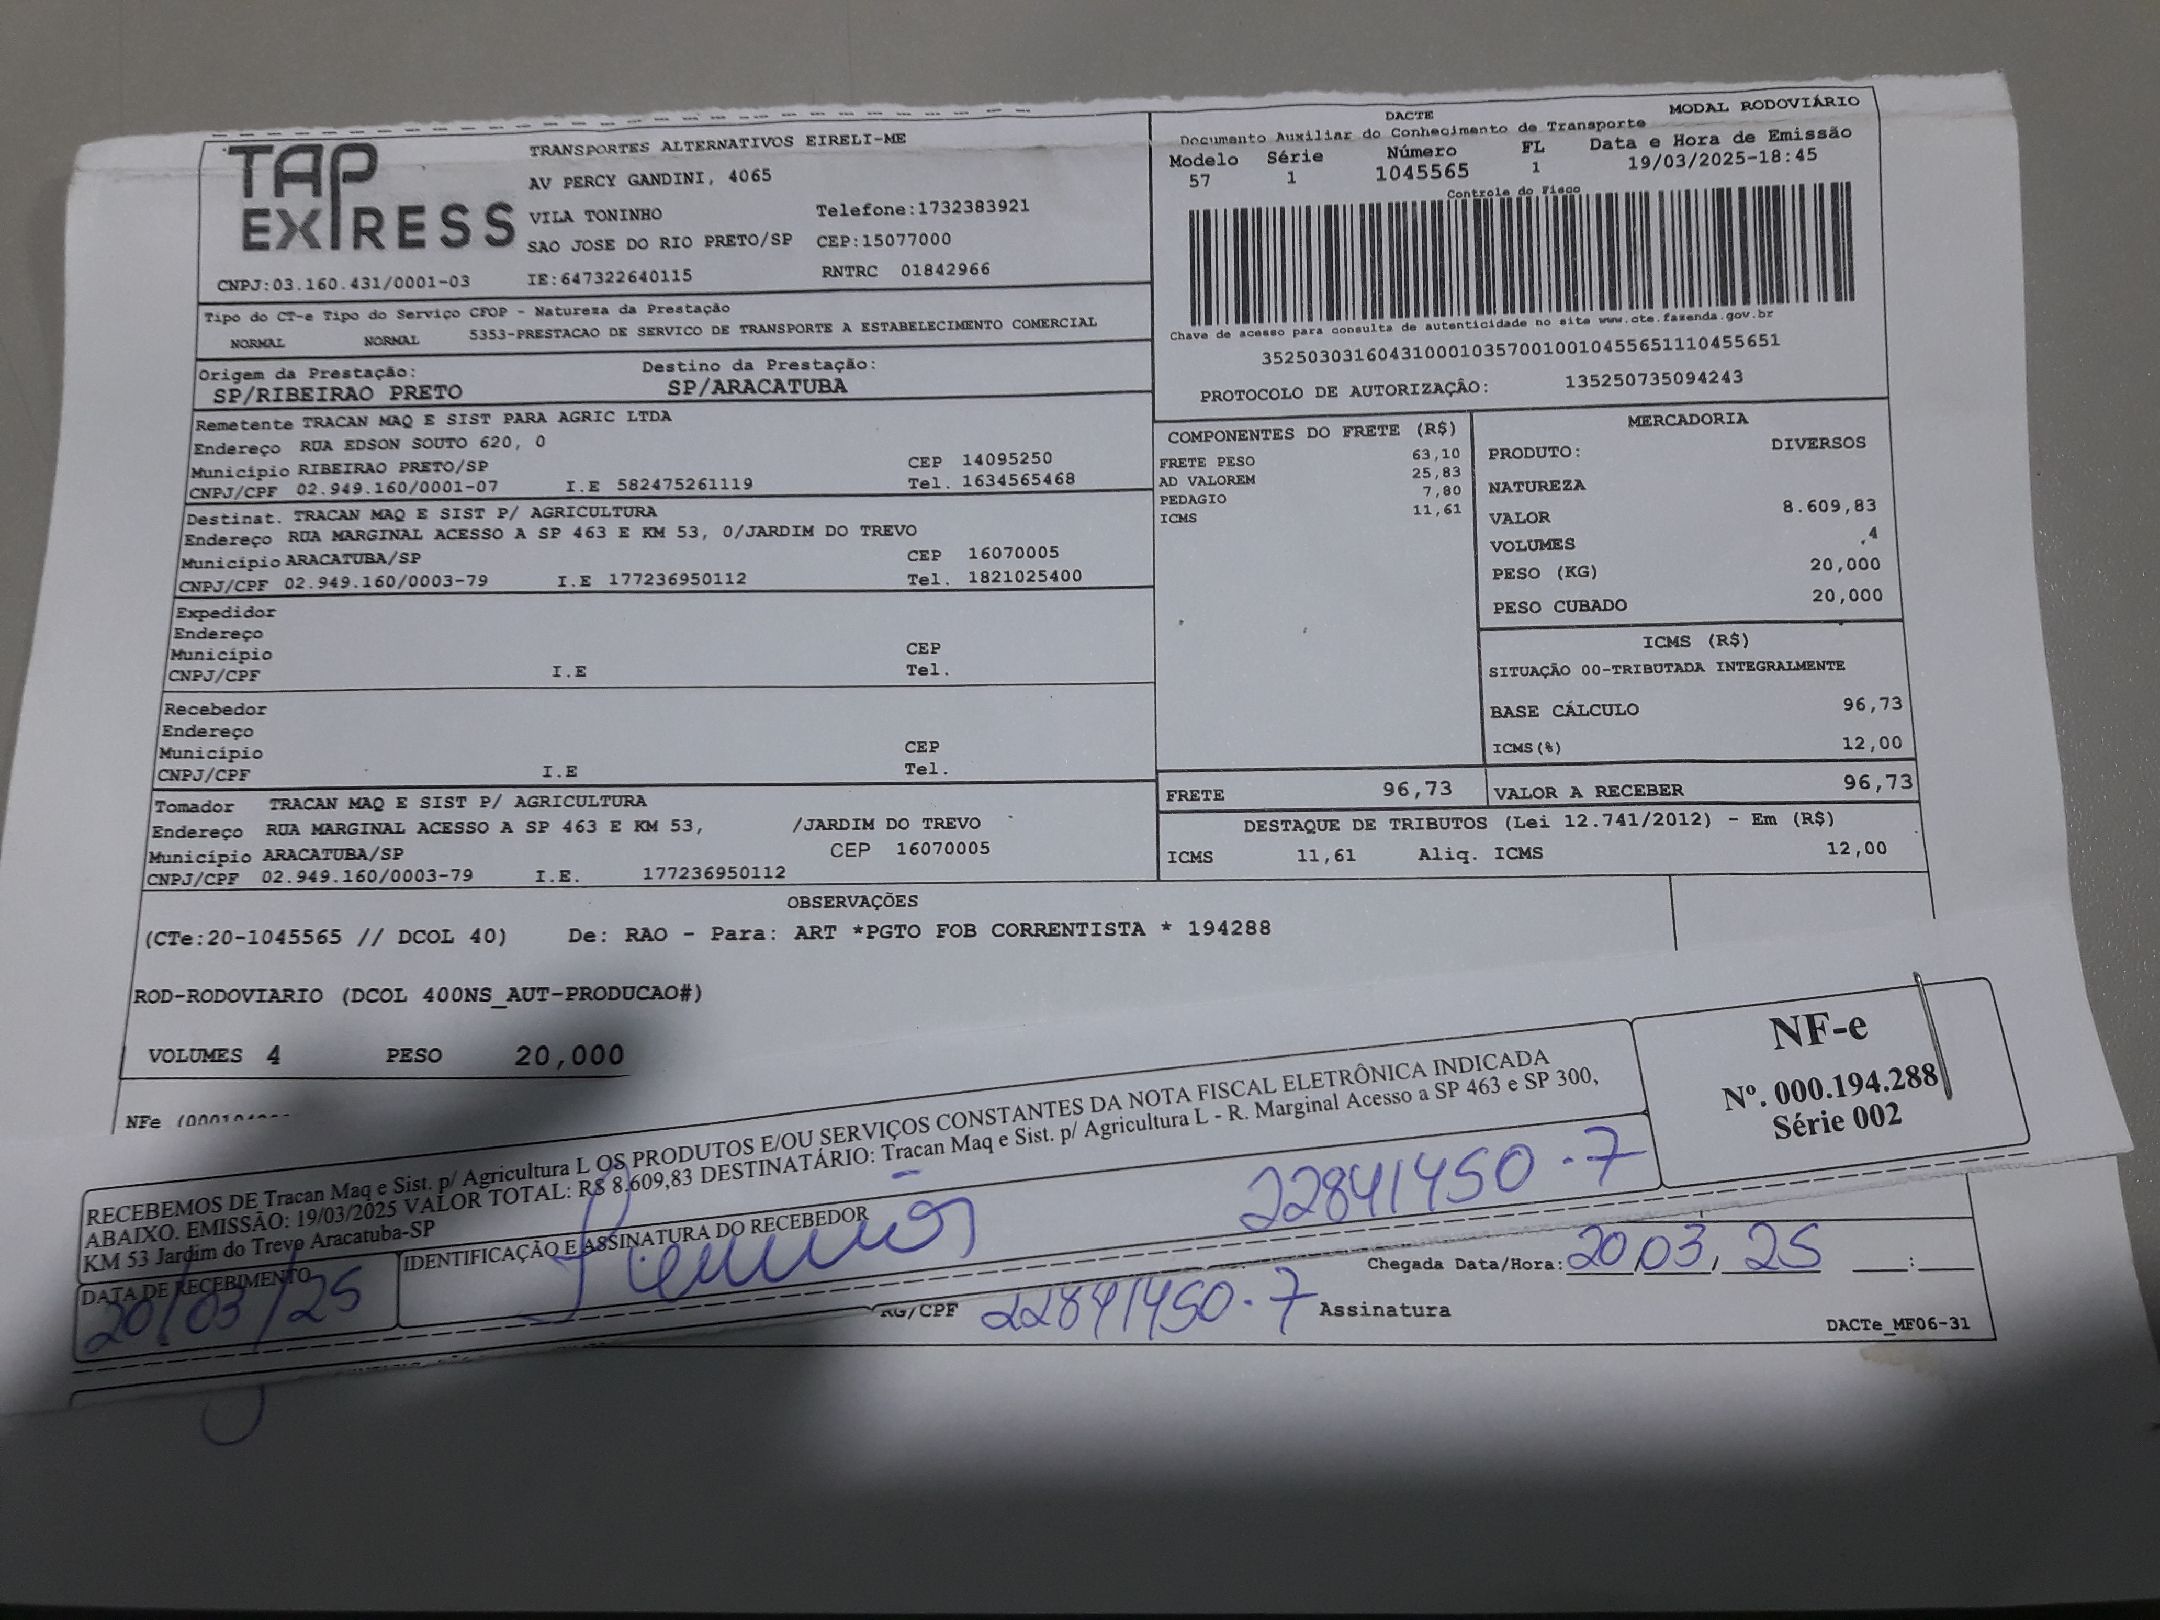 TAP EXPRESS
TRANSPORTES ALTERNATIVOS EIRELI-ME
AV PERCY GANDINI, 4065
VILA TONINHO Telefone:1732383921
SAO JOSE DO RIO PRETO/SP CEP:15077000
CNPJ:03.160.431/0001-03 IE:647322640115 RNTRC 01842966
DACTE MODAL RODOVIÁRIO
Documento Auxiliar do Conhecimento de Transporte
Modelo Série Número FL Data e Hora de Emissão
57 1 1045565 1 19/03/2025-18:45
Controle do Fisco
Chave de acesso para consulta de autenticidade no site www.cte.fazenda.gov.br
35250303160431000103570010010455651110455651
PROTOCOLO DE AUTORIZAÇÃO: 135250735094243
Tipo do CT-e Tipo do Serviço CFOP - Natureza da Prestação
NORMAL NORMAL 5353-PRESTACAO DE SERVICO DE TRANSPORTE A ESTABELECIMENTO COMERCIAL
Origem da Prestação: Destino da Prestação:
SP/RIBEIRAO PRETO SP/ARACATUBA
Remetente TRACAN MAQ E SIST PARA AGRIC LTDA
Endereço RUA EDSON SOUTO 620, 0
Município RIBEIRAO PRETO/SP CEP 14095250
CNPJ/CPF 02.949.160/0001-07 I.E 582475261119 Tel. 1634565468
Destinat. TRACAN MAQ E SIST P/ AGRICULTURA
Endereço RUA MARGINAL ACESSO A SP 463 E KM 53, 0/JARDIM DO TREVO
Município ARACATUBA/SP CEP 16070005
CNPJ/CPF 02.949.160/0003-79 I.E 177236950112 Tel. 1821025400
Expedidor
Endereço
Município CEP
CNPJ/CPF I.E Tel.
Recebedor
Endereço
Município CEP
CNPJ/CPF I.E Tel.
Tomador TRACAN MAQ E SIST P/ AGRICULTURA
Endereço RUA MARGINAL ACESSO A SP 463 E KM 53, /JARDIM DO TREVO
Município ARACATUBA/SP CEP 16070005
CNPJ/CPF 02.949.160/0003-79 I.E. 177236950112
COMPONENTES DO FRETE (R$)
FRETE PESO 63,10
AD VALOREM 25,83
PEDAGIO 7,80
ICMS 11,61
MERCADORIA
PRODUTO: DIVERSOS
NATUREZA
VALOR 8.609,83
VOLUMES 4
PESO (KG) 20,000
PESO CUBADO 20,000
ICMS (R$)
SITUAÇÃO 00-TRIBUTADA INTEGRALMENTE
BASE CÁLCULO 96,73
ICMS(%) 12,00
FRETE 96,73 VALOR A RECEBER 96,73
DESTAQUE DE TRIBUTOS (Lei 12.741/2012) - Em (R$)
ICMS 11,61 Aliq. ICMS 12,00
OBSERVAÇÕES
(CTe:20-1045565 // DCOL 40) De: RAO - Para: ART *PGTO FOB CORRENTISTA * 194288
ROD-RODOVIARIO (DCOL 400NS_AUT-PRODUCAO#)
VOLUMES 4 PESO 20,000
NFe
RECEBEMOS DE Tracan Maq e Sist. p/ Agricultura L OS PRODUTOS E/OU SERVIÇOS CONSTANTES DA NOTA FISCAL ELETRÔNICA INDICADA
ABAIXO. EMISSÃO: 19/03/2025 VALOR TOTAL: R$ 8.609,83 DESTINATÁRIO: Tracan Maq e Sist. p/ Agricultura L - R. Marginal Acesso a SP 463 e SP 300,
KM 53 Jardim do Trevo Aracatuba-SP
NF-e
Nº. 000.194.288
Série 002
DATA DE RECEBIMENTO IDENTIFICAÇÃO E ASSINATURA DO RECEBEDOR
20/03/25 22841450-7
Chegada Data/Hora: 20 03, 25 __:__
RG/CPF 22841450-7 Assinatura
DACTe_MF06-31